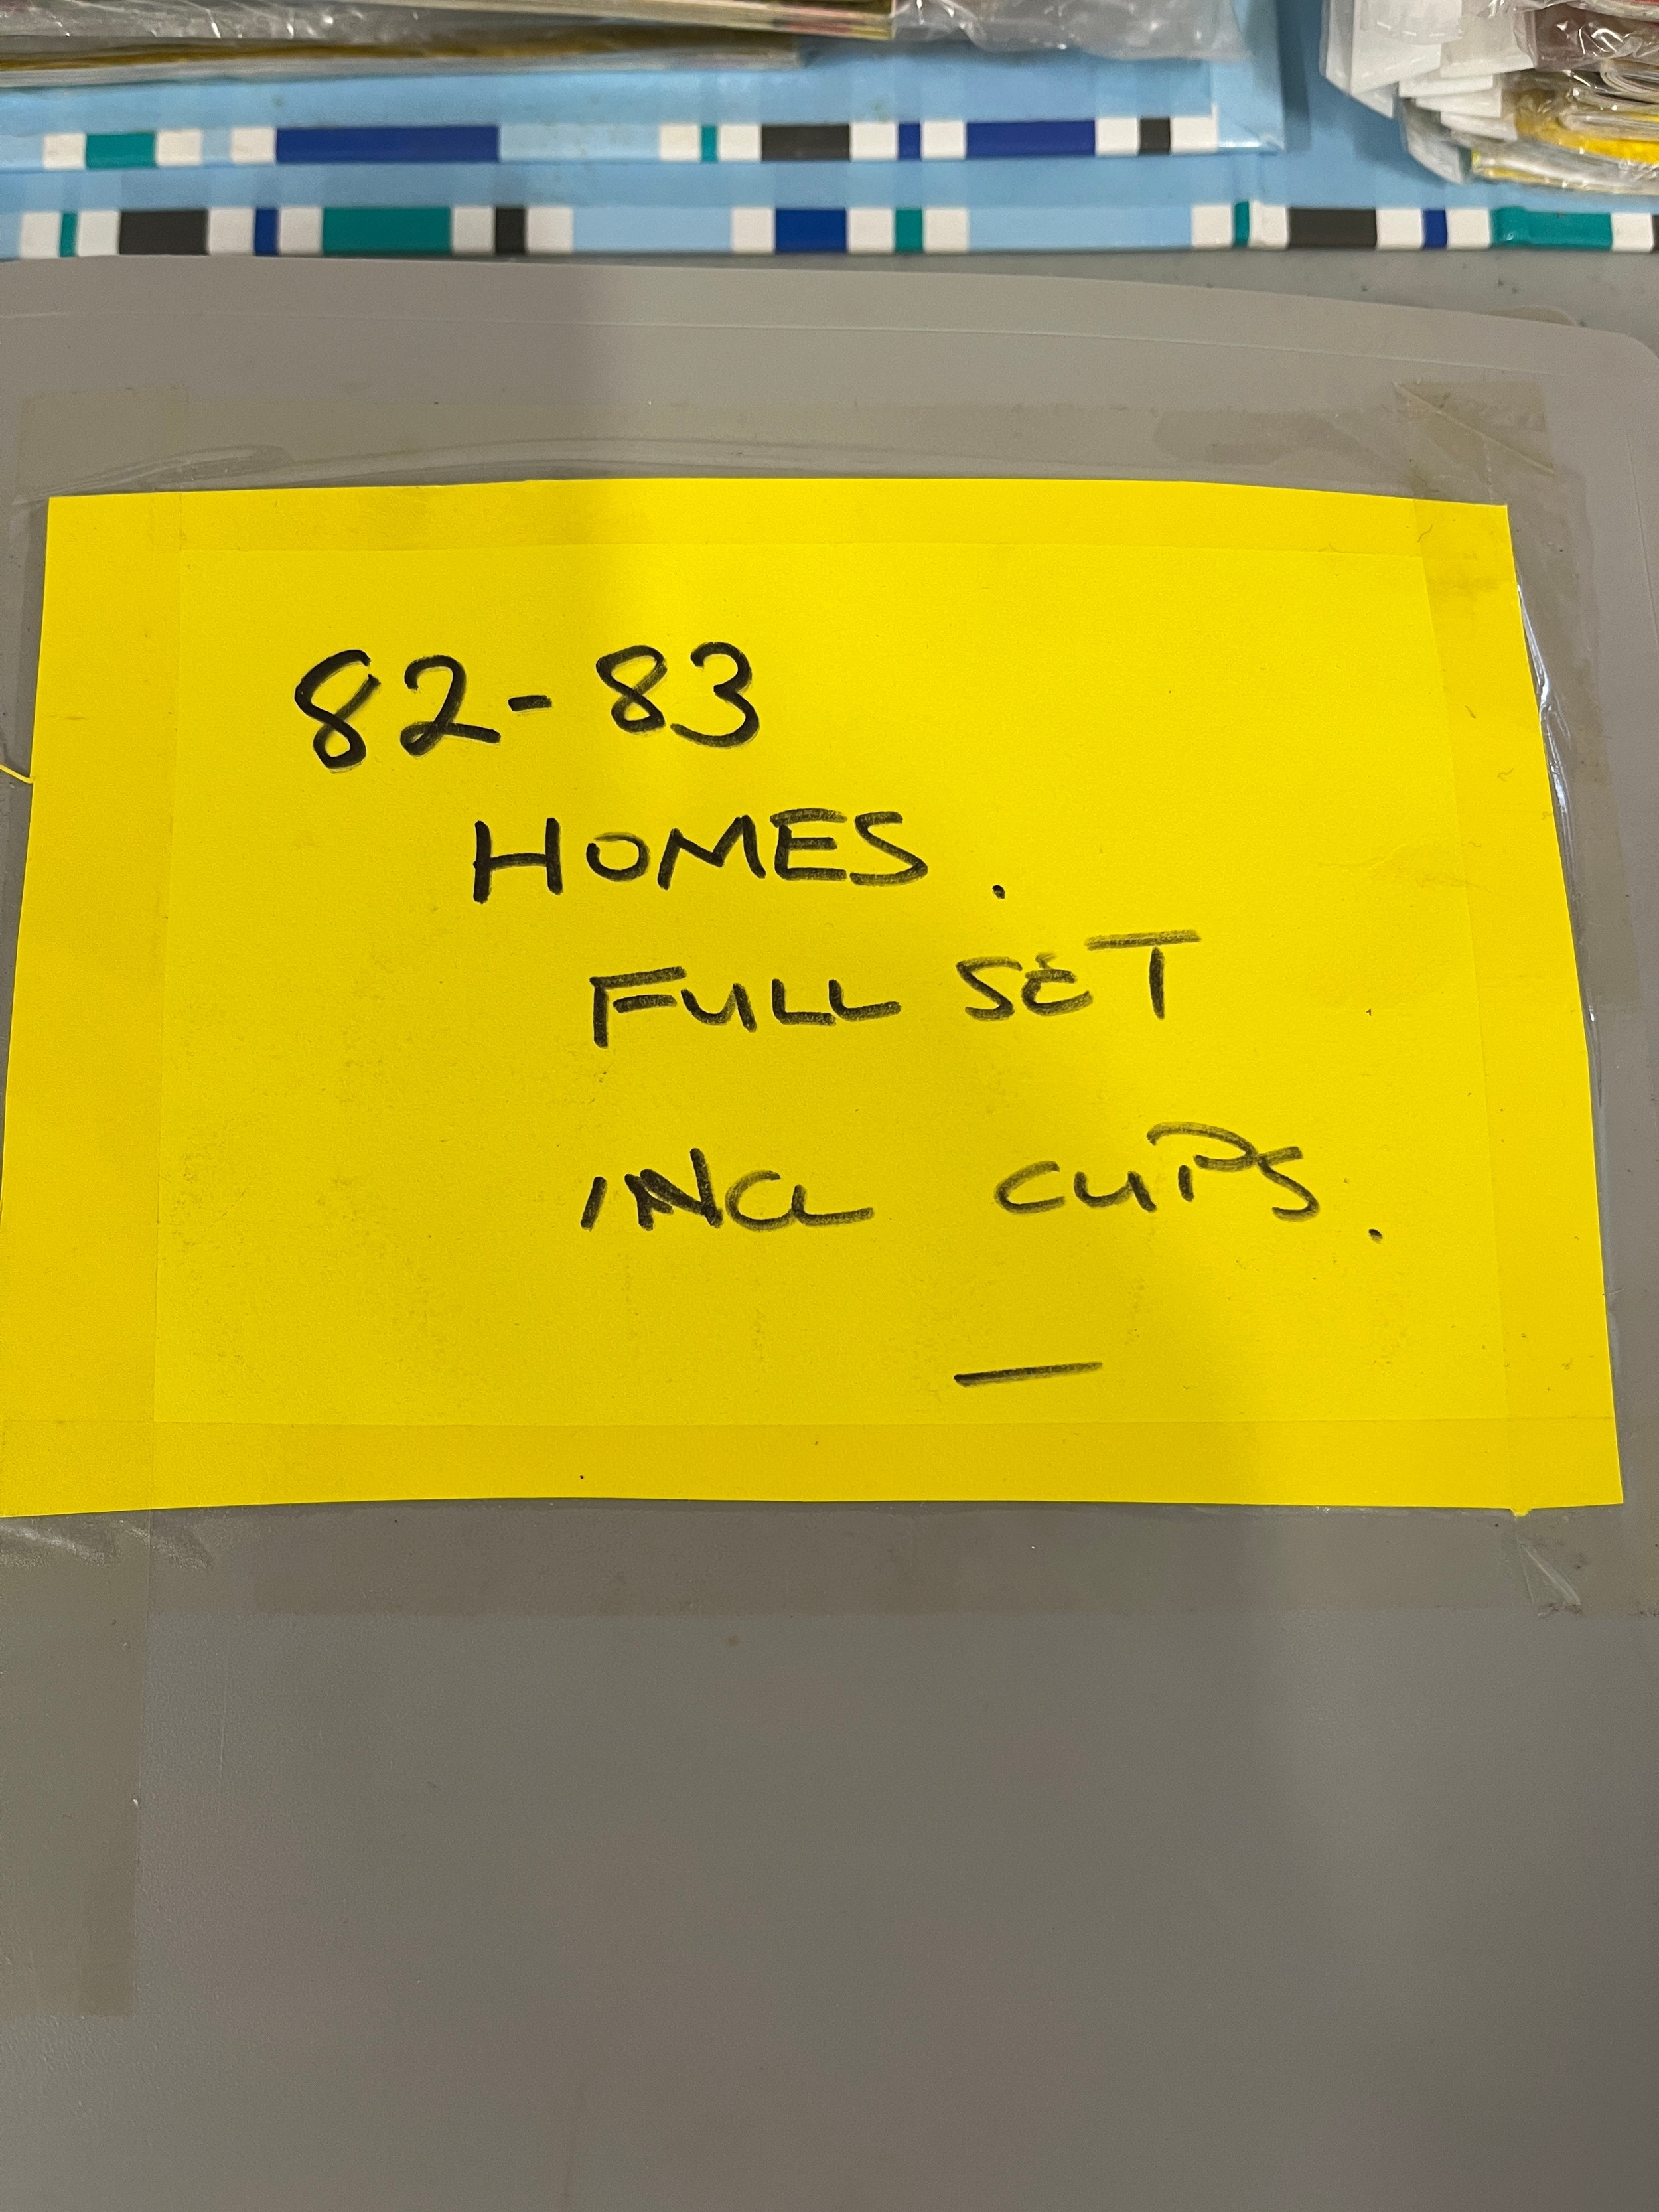 82-83
HOMES.
FULL SET
INCL CUPS.